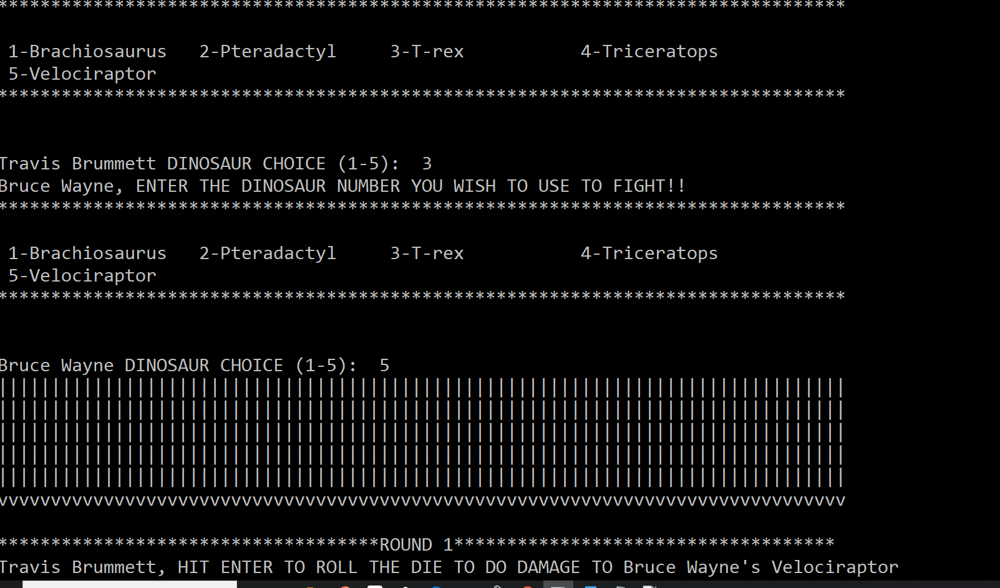 ********************************************************************************
1-Brachiosaurus   2-Pteradactyl     3-T-rex           4-Triceratops
5-Velociraptor
********************************************************************************
Travis Brummett DINOSAUR CHOICE (1-5):  3
Bruce Wayne, ENTER THE DINOSAUR NUMBER YOU WISH TO USE TO FIGHT!!
********************************************************************************
1-Brachiosaurus   2-Pteradactyl     3-T-rex           4-Triceratops
5-Velociraptor
********************************************************************************
Bruce Wayne DINOSAUR CHOICE (1-5):  5
||||||||||||||||||||||||||||||||||||||||||||||||||||||||||||||||||||||||||||||||
||||||||||||||||||||||||||||||||||||||||||||||||||||||||||||||||||||||||||||||||
||||||||||||||||||||||||||||||||||||||||||||||||||||||||||||||||||||||||||||||||
||||||||||||||||||||||||||||||||||||||||||||||||||||||||||||||||||||||||||||||||
||||||||||||||||||||||||||||||||||||||||||||||||||||||||||||||||||||||||||||||||
vvvvvvvvvvvvvvvvvvvvvvvvvvvvvvvvvvvvvvvvvvvvvvvvvvvvvvvvvvvvvvvvvvvvvvvvvvvvvvvv
************************************ROUND 1************************************
Travis Brummett, HIT ENTER TO ROLL THE DIE TO DO DAMAGE TO Bruce Wayne's Velociraptor